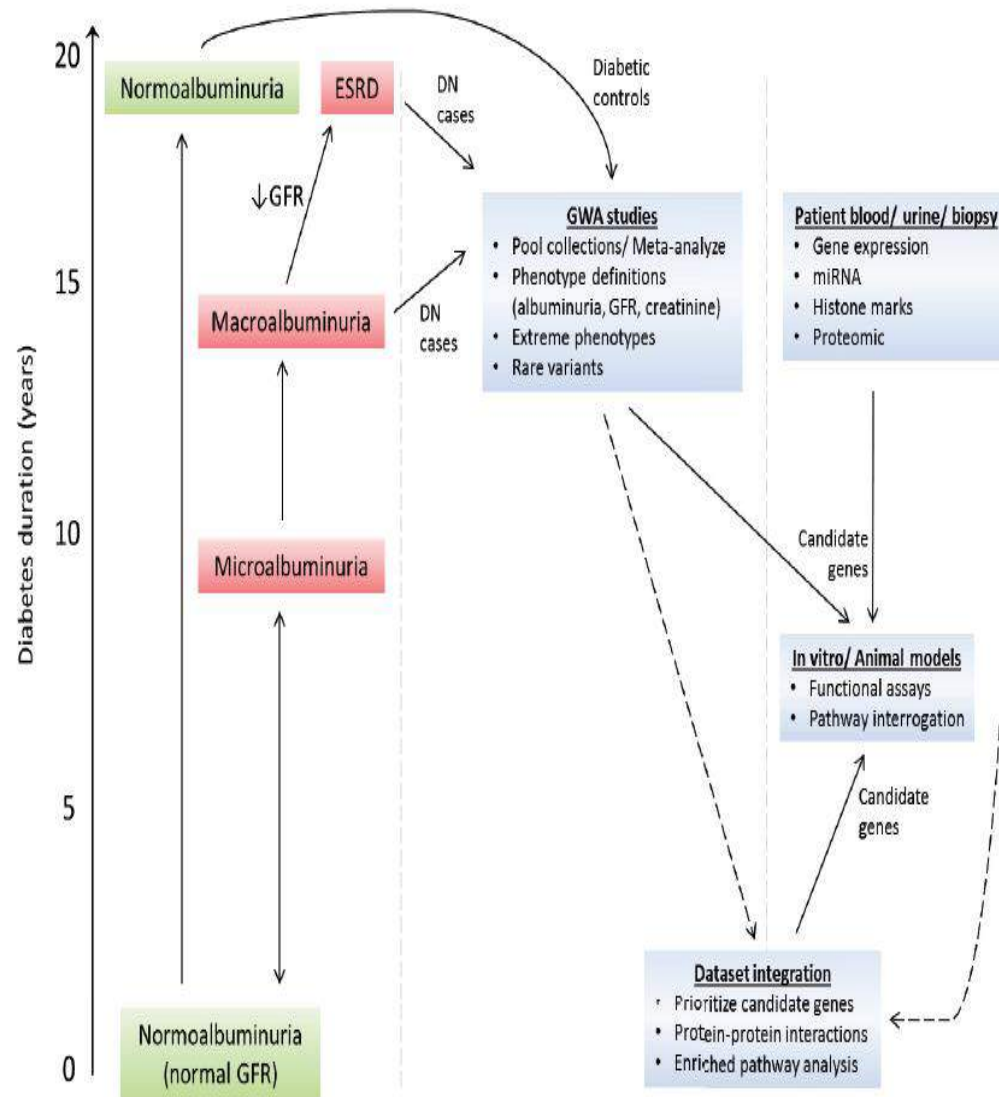 Diabetes duration (years)
20
15
10
5
0
Normoalbuminuria
ESRD
↓GFR
Macroalbuminuria
Microalbuminuria
Normoalbuminuria
(normal GFR)
DN
cases
DN
cases
Diabetic
controls
GWA studies
• Pool collections/ Meta-analyze
• Phenotype definitions
(albuminuria, GFR, creatinine)
• Extreme phenotypes
• Rare variants
Patient blood/ urine/ biopsy
• Gene expression
• miRNA
• Histone marks
• Proteomic
Candidate
genes
In vitro/ Animal models
• Functional assays
• Pathway interrogation
Candidate
genes
Dataset integration
• Prioritize candidate genes
• Protein-protein interactions
• Enriched pathway analysis